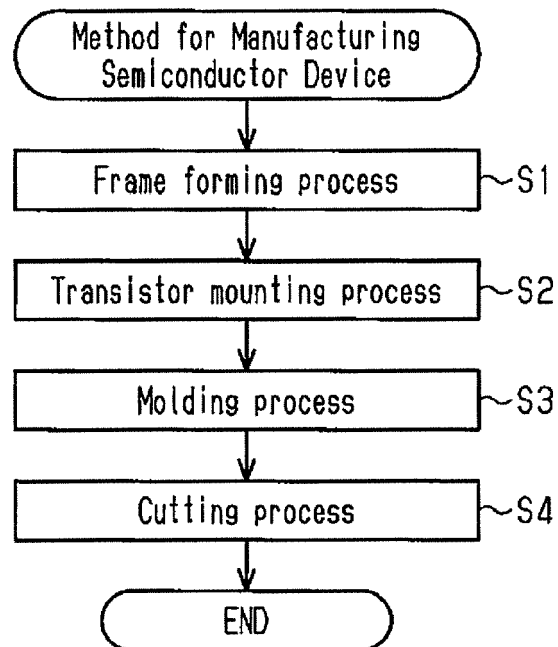 Method for Manufacturing
Semiconductor Device
Frame forming process S1
Transistor mounting process S2
Molding process S3
Cutting process S4
END